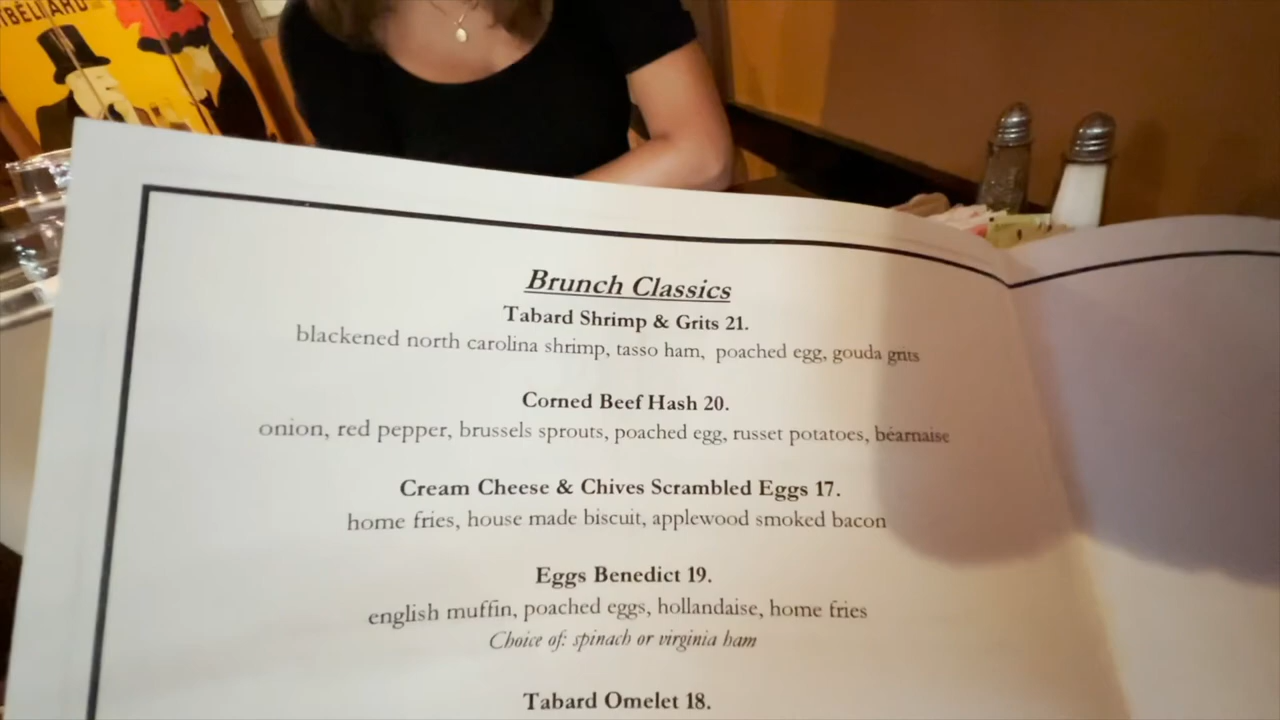 TBÉLIARD
Brunch Classics
Tabard Shrimp & Grits 21.
blackened north carolina shrimp, tasso ham, poached egg, gouda grits
Corned Beef Hash 20.
onion, red pepper, brussels sprouts, poached egg, russet potatoes, béarnaise
Cream Cheese & Chives Scrambled Eggs 17.
home fries, house made biscuit, applewood smoked bacon
Eggs Benedict 19.
english muffin, poached eggs, hollandaise, home fries
Choice of: spinach or virginia ham
Tabard Omelet 18.